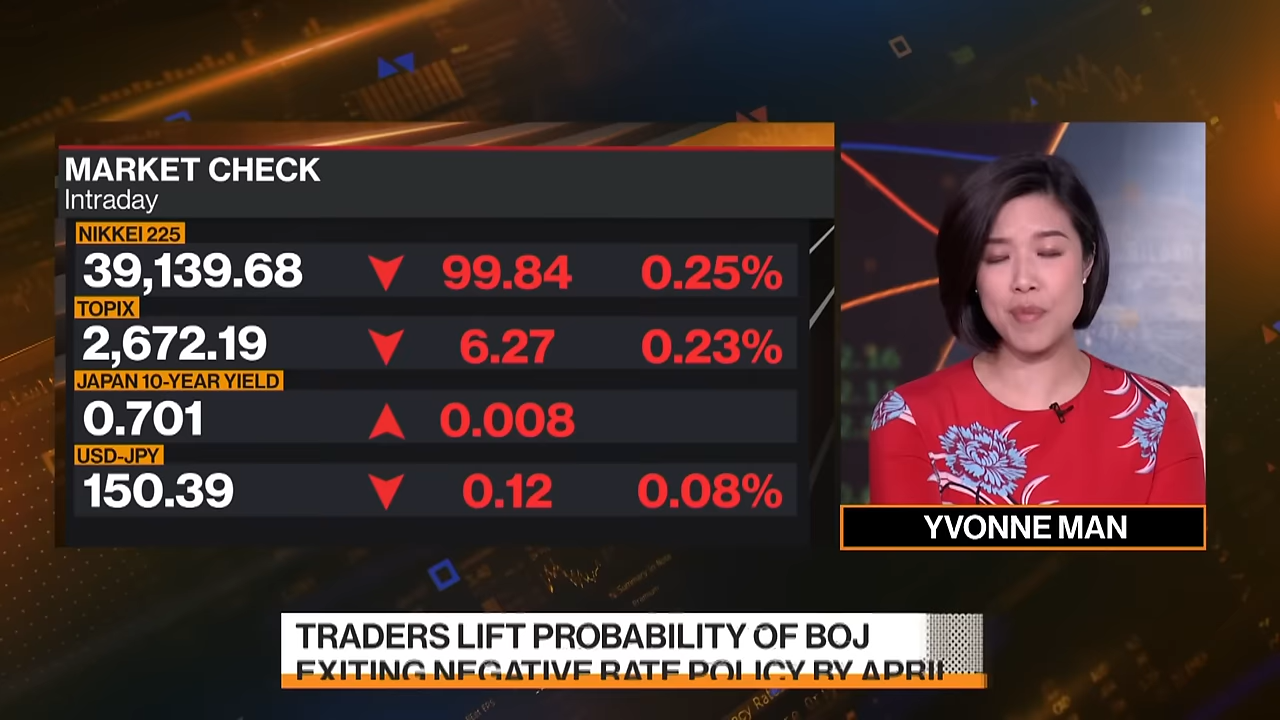 MARKET CHECK
Intraday
NIKKEI 225
39,139.68 ▼ 99.84 0.25%
TOPIX
2,672.19 ▼ 6.27 0.23%
JAPAN 10-YEAR YIELD
0.701 ▲ 0.008
USD-JPY
150.39 ▼ 0.12 0.08%
YVONNE MAN
TRADERS LIFT PROBABILITY OF BOJ
EXITING NEGATIVE RATE POLICY BY APRIL